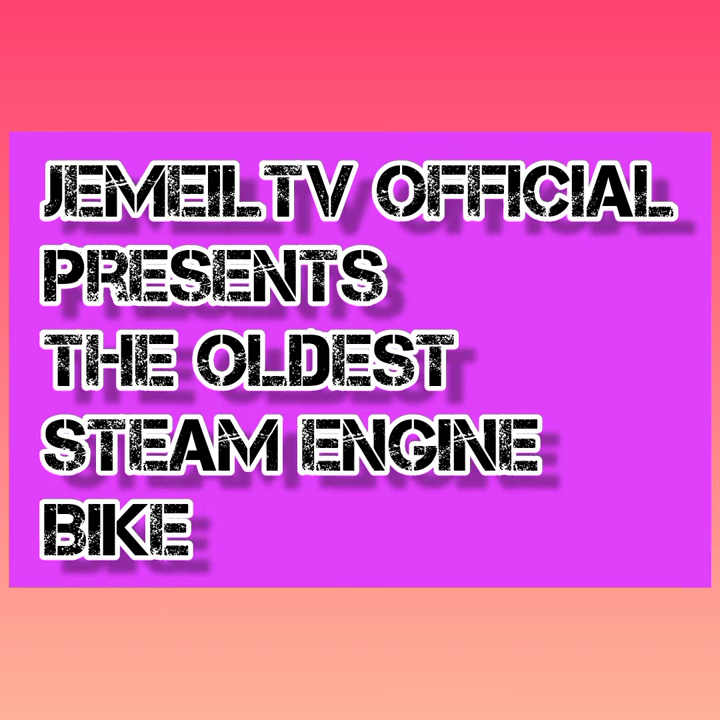 JEMEILTV OFFICIAL
PRESENTS
THE OLDEST
STEAM ENGINE
BIKE